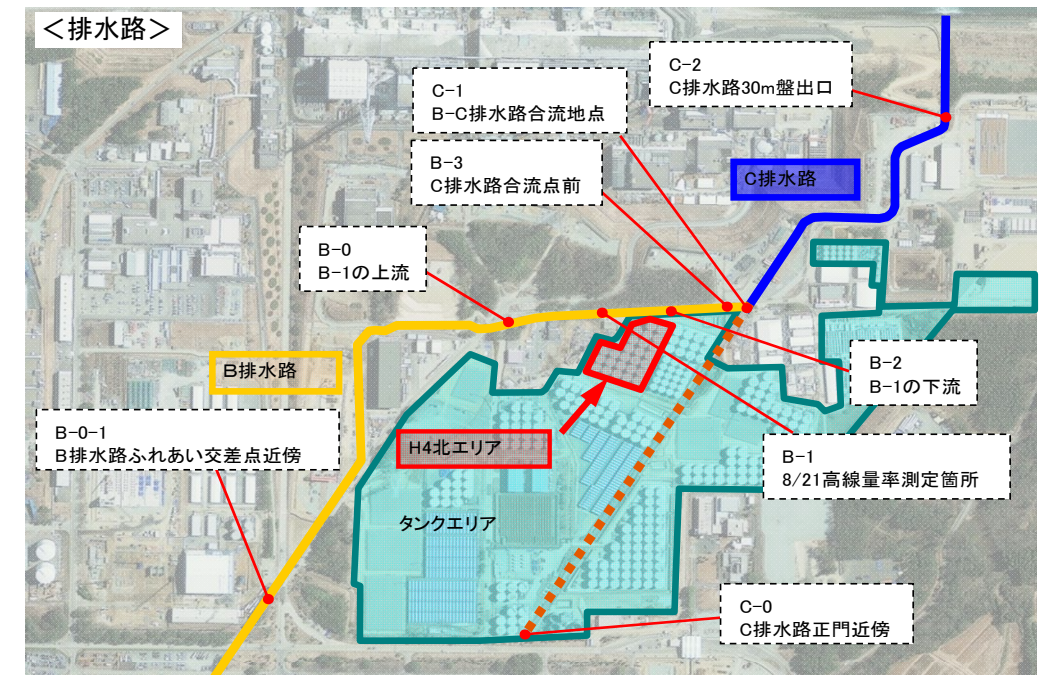 ＜排水路＞
C-2
C排水路30m盤出口
C-1
B-C排水路合流地点
B-3
C排水路合流点前
C排水路
B-0
B-1の上流
B排水路
B-2
B-1の下流
B-0-1
B排水路ふれあい交差点近傍
H4北エリア
B-1
8/21高線量率測定箇所
タンクエリア
C-0
C排水路正門近傍